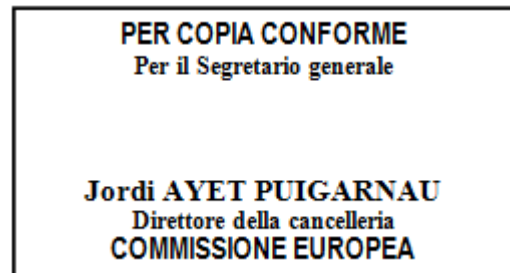 PER COPIA CONFORME
Per il Segretario generale
Jordi AYET PUIGARNAU
Direttore della cancelleria
COMMISSIONE EUROPEA